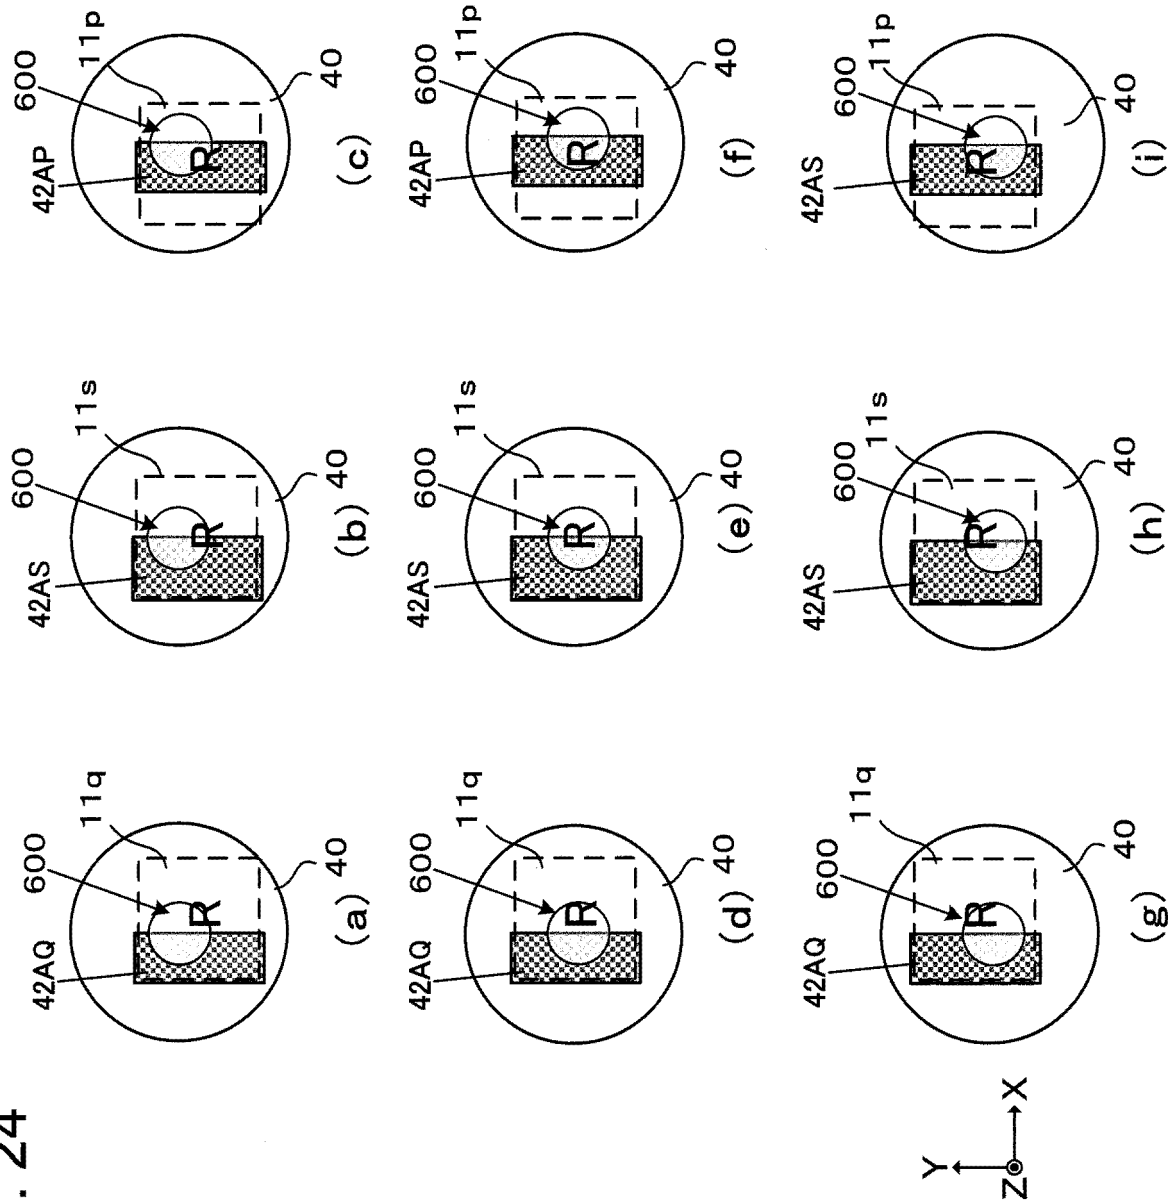 . 24
42AQ 600 11q R 40
42AS 600 11s R 40
42AP 600 11p R 40
(a) (b) (c)
42AQ 600 11q R 40
42AS 600 11s R 40
42AP 600 11p R 40
(d) (e) (f)
42AQ 600 11q R 40
42AS 600 11s R 40
42AS 600 11p R 40
(g) (h) (i)
Y
Z X